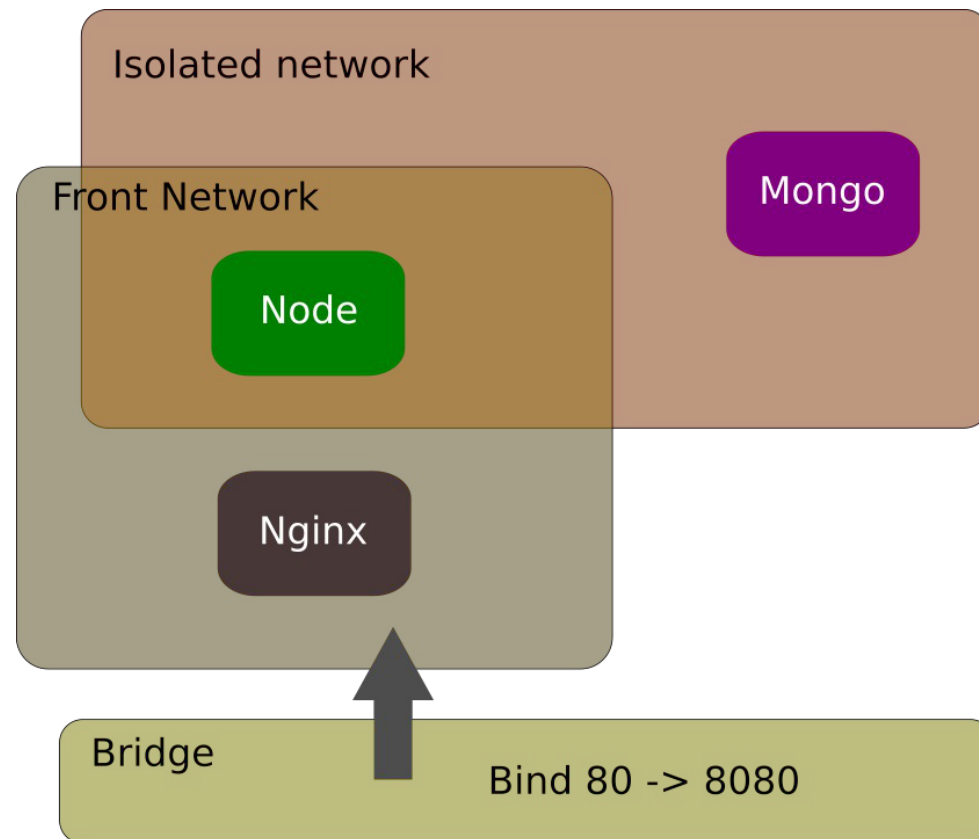 Isolated network
Mongo
Front Network
Node
Nginx
Bridge
Bind 80 -> 8080